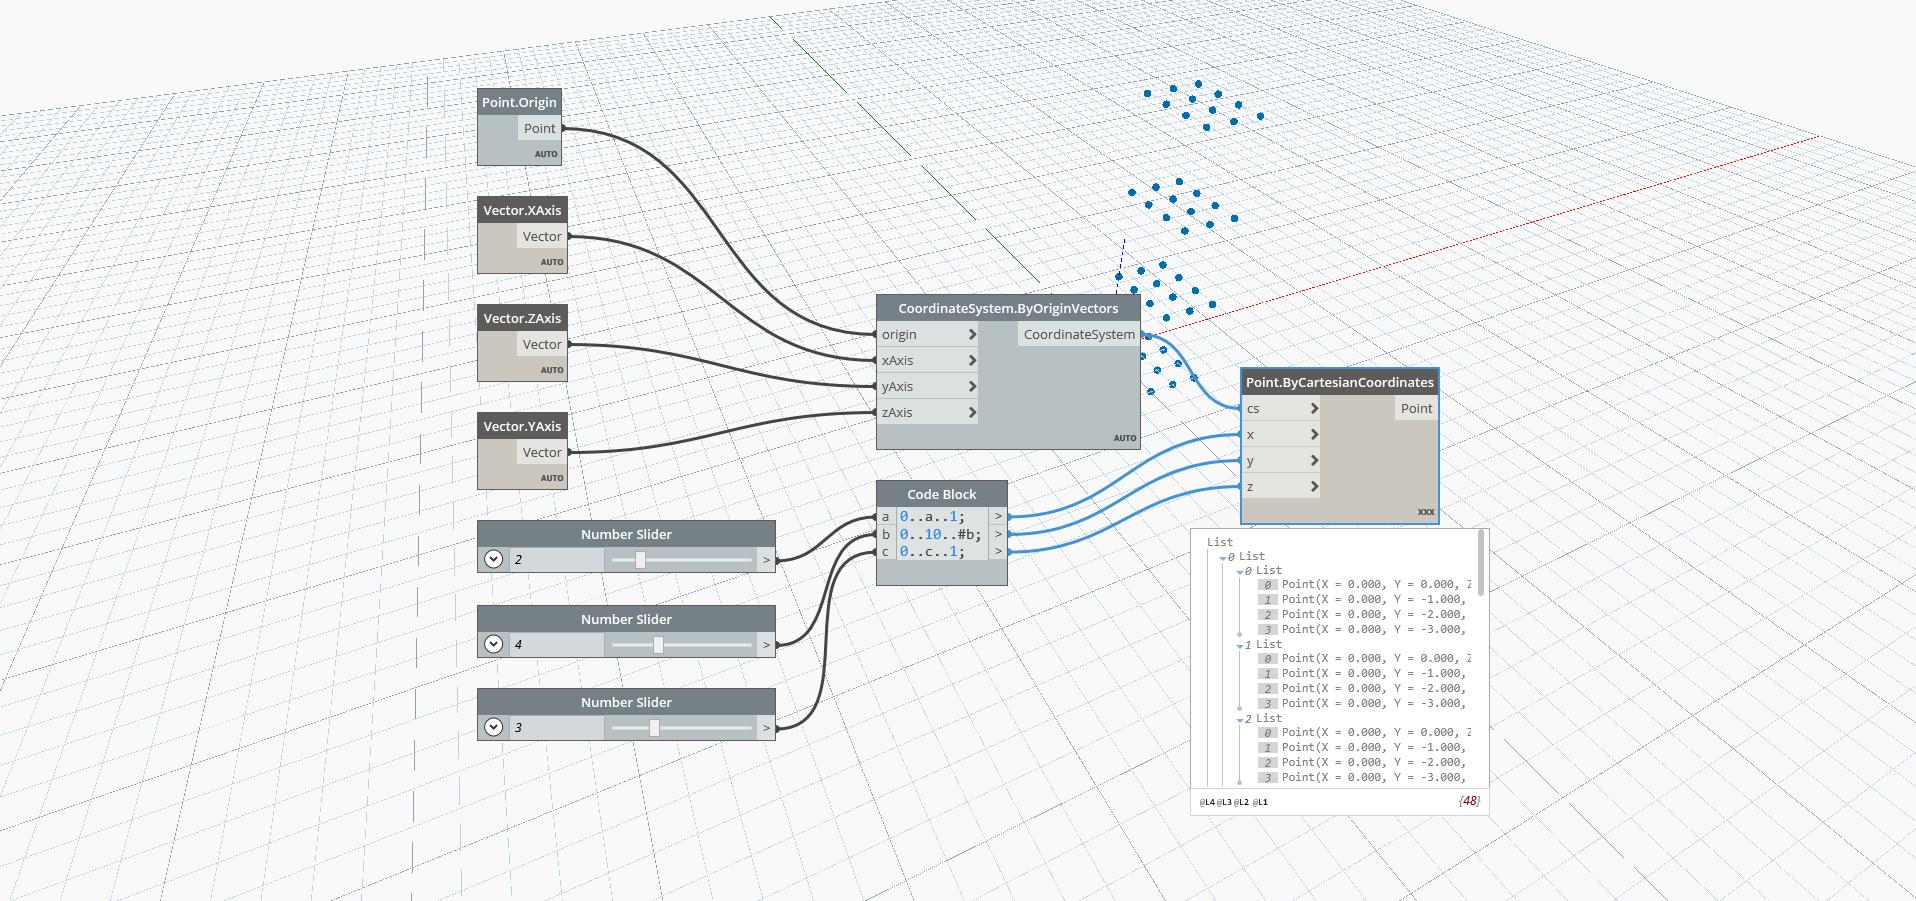 Point.Origin
Point
AUTO
Vector.XAxis
Vector
AUTO
Vector.ZAxis
Vector
AUTO
Vector.YAxis
Vector
AUTO
CoordinateSystem.ByOriginVectors
origin
CoordinateSystem
xAxis
yAxis
zAxis
AUTO
Number Slider
2
>
Number Slider
4
>
Number Slider
3
>
Code Block
a 0..a..1; >
b 0..10..#b; >
c 0..c..1; >
Point.ByCartesianCoordinates
cs
Point
x
y
z
xxx
List
0 List
0 List
0 Point(X = 0.000, Y = 0.000, Z
1 Point(X = 0.000, Y = -1.000,
2 Point(X = 0.000, Y = -2.000,
3 Point(X = 0.000, Y = -3.000,
1 List
0 Point(X = 0.000, Y = 0.000, Z
1 Point(X = 0.000, Y = -1.000,
2 Point(X = 0.000, Y = -2.000,
3 Point(X = 0.000, Y = -3.000,
2 List
0 Point(X = 0.000, Y = 0.000, Z
1 Point(X = 0.000, Y = -1.000,
2 Point(X = 0.000, Y = -2.000,
3 Point(X = 0.000, Y = -3.000,
@L4 @L3 @L2 @L1
{48}